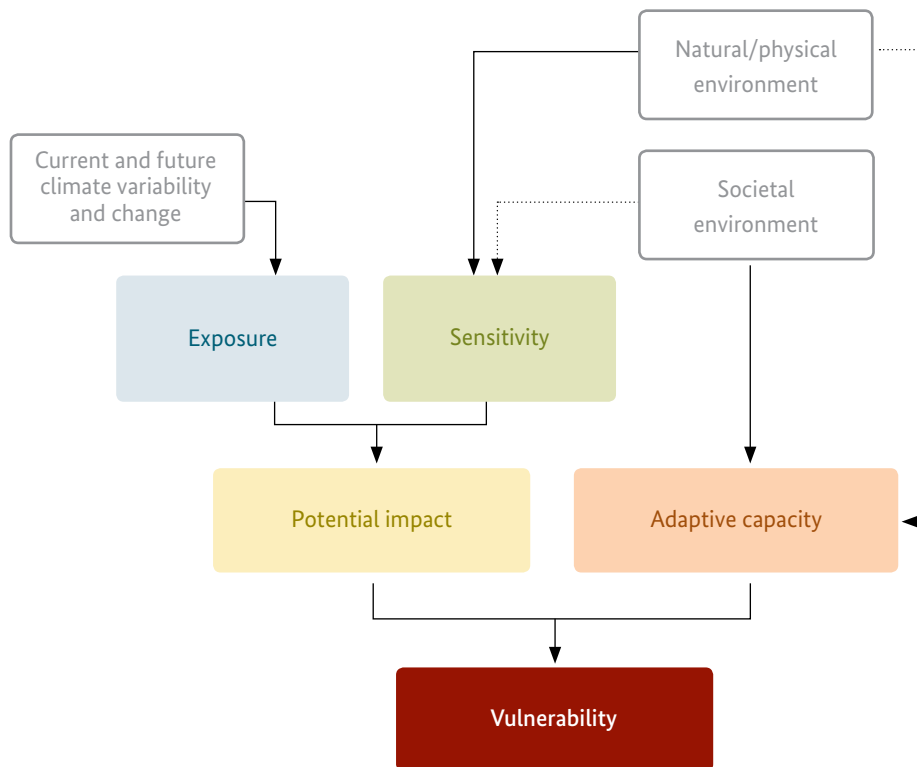 Natural/physical
environment
Current and future
climate variability
and change
Societal
environment
Exposure
Sensitivity
Potential impact
Adaptive capacity
Vulnerability